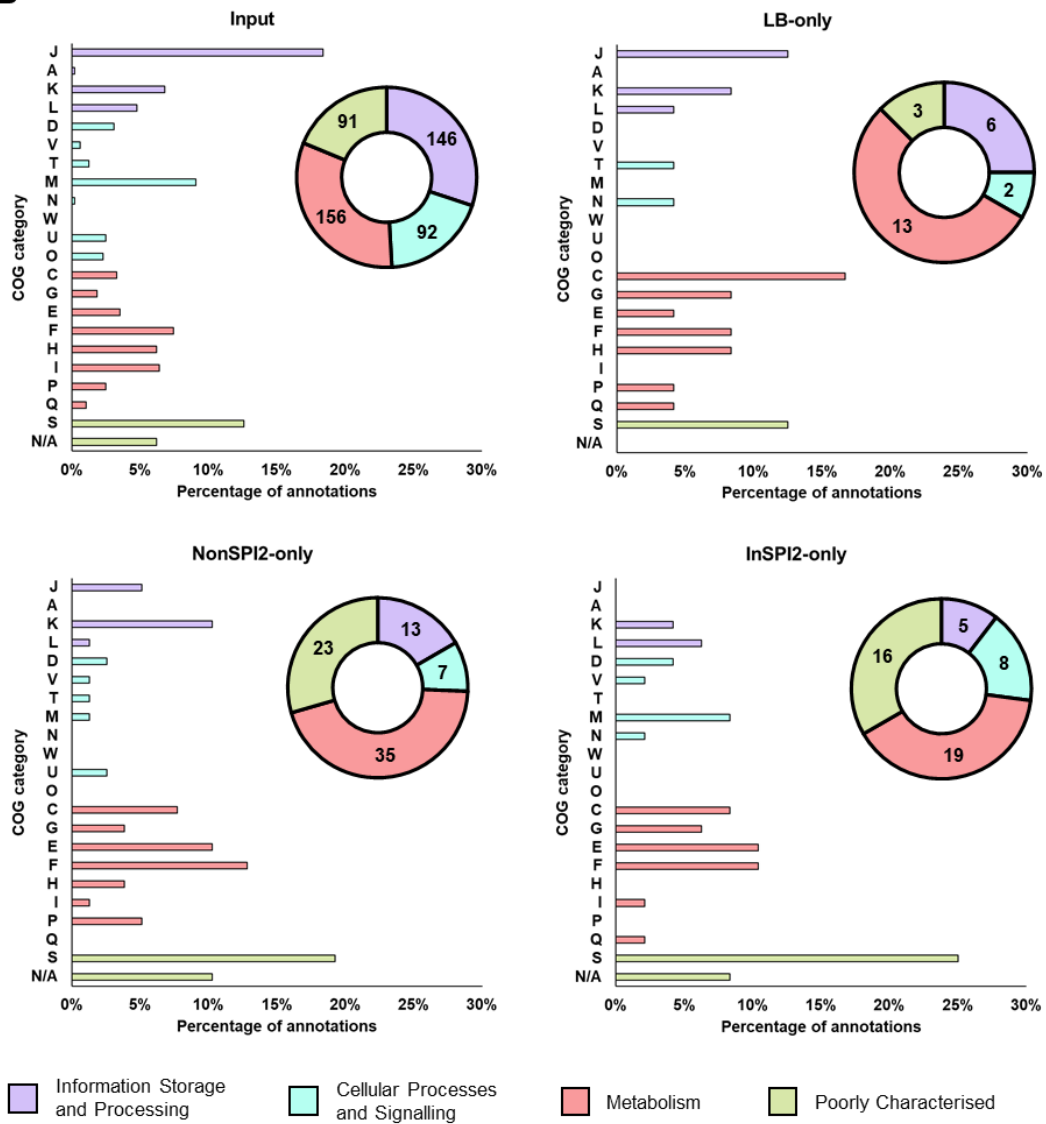 Input
COG category
J
A
K
L
D
V
T
M
N
W
U
O
C
G
E
F
H
I
P
Q
S
N/A
0% 5% 10% 15% 20% 25% 30%
Percentage of annotations
91
146
156
92
LB-only
COG category
J
A
K
L
D
V
T
M
N
W
U
O
C
G
E
F
H
I
P
Q
S
N/A
0% 5% 10% 15% 20% 25% 30%
Percentage of annotations
3
6
2
13
NonSPI2-only
COG category
J
A
K
L
D
V
T
M
N
W
U
O
C
G
E
F
H
I
P
Q
S
N/A
0% 5% 10% 15% 20% 25% 30%
Percentage of annotations
23
13
7
35
InSPI2-only
COG category
J
A
K
L
D
V
T
M
N
W
U
O
C
G
E
F
H
I
P
Q
S
N/A
0% 5% 10% 15% 20% 25% 30%
Percentage of annotations
16
5
8
19
Information Storage
and Processing
Cellular Processes
and Signalling
Metabolism
Poorly Characterised